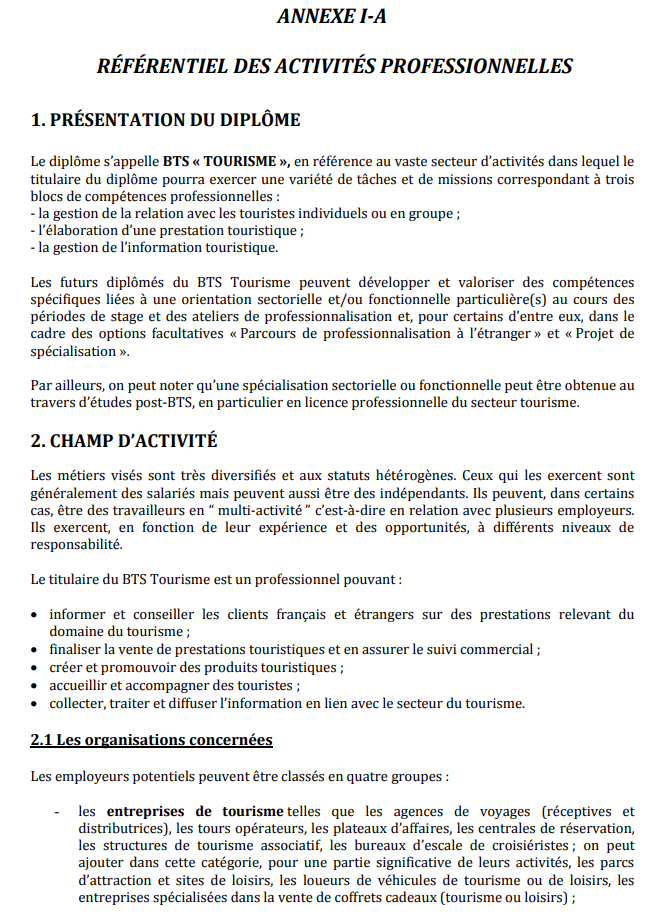 ANNEXE I-A
RÉFÉRENTIEL DES ACTIVITÉS PROFESSIONNELLES
1. PRÉSENTATION DU DIPLÔME
Le diplôme s’appelle BTS « TOURISME », en référence au vaste secteur d’activités dans lequel le
titulaire du diplôme pourra exercer une variété de tâches et de missions correspondant à trois
blocs de compétences professionnelles :
- la gestion de la relation avec les touristes individuels ou en groupe ;
- l’élaboration d’une prestation touristique ;
- la gestion de l’information touristique.
Les futurs diplômés du BTS Tourisme peuvent développer et valoriser des compétences
spécifiques liées à une orientation sectorielle et/ou fonctionnelle particulière(s) au cours des
périodes de stage et des ateliers de professionnalisation et, pour certains d’entre eux, dans le
cadre des options facultatives « Parcours de professionnalisation à l’étranger » et « Projet de
spécialisation ».
Par ailleurs, on peut noter qu’une spécialisation sectorielle ou fonctionnelle peut être obtenue au
travers d’études post-BTS, en particulier en licence professionnelle du secteur tourisme.
2. CHAMP D’ACTIVITÉ
Les métiers visés sont très diversifiés et aux statuts hétérogènes. Ceux qui les exercent sont
généralement des salariés mais peuvent aussi être des indépendants. Ils peuvent, dans certains
cas, être des travailleurs en “ multi-activité ” c’est-à-dire en relation avec plusieurs employeurs.
Ils exercent, en fonction de leur expérience et des opportunités, à différents niveaux de
responsabilité.
Le titulaire du BTS Tourisme est un professionnel pouvant :
• informer et conseiller les clients français et étrangers sur des prestations relevant du
domaine du tourisme ;
• finaliser la vente de prestations touristiques et en assurer le suivi commercial ;
• créer et promouvoir des produits touristiques ;
• accueillir et accompagner des touristes ;
• collecter, traiter et diffuser l’information en lien avec le secteur du tourisme.
2.1 Les organisations concernées
Les employeurs potentiels peuvent être classés en quatre groupes :
- les entreprises de tourisme telles que les agences de voyages (réceptives et
distributrices), les tours opérateurs, les plateaux d’affaires, les centrales de réservation,
les structures de tourisme associatif, les bureaux d’escale de croisiéristes ; on peut
ajouter dans cette catégorie, pour une partie significative de leurs activités, les parcs
d’attraction et sites de loisirs, les loueurs de véhicules de tourisme ou de loisirs, les
entreprises spécialisées dans la vente de coffrets cadeaux (tourisme ou loisirs) ;